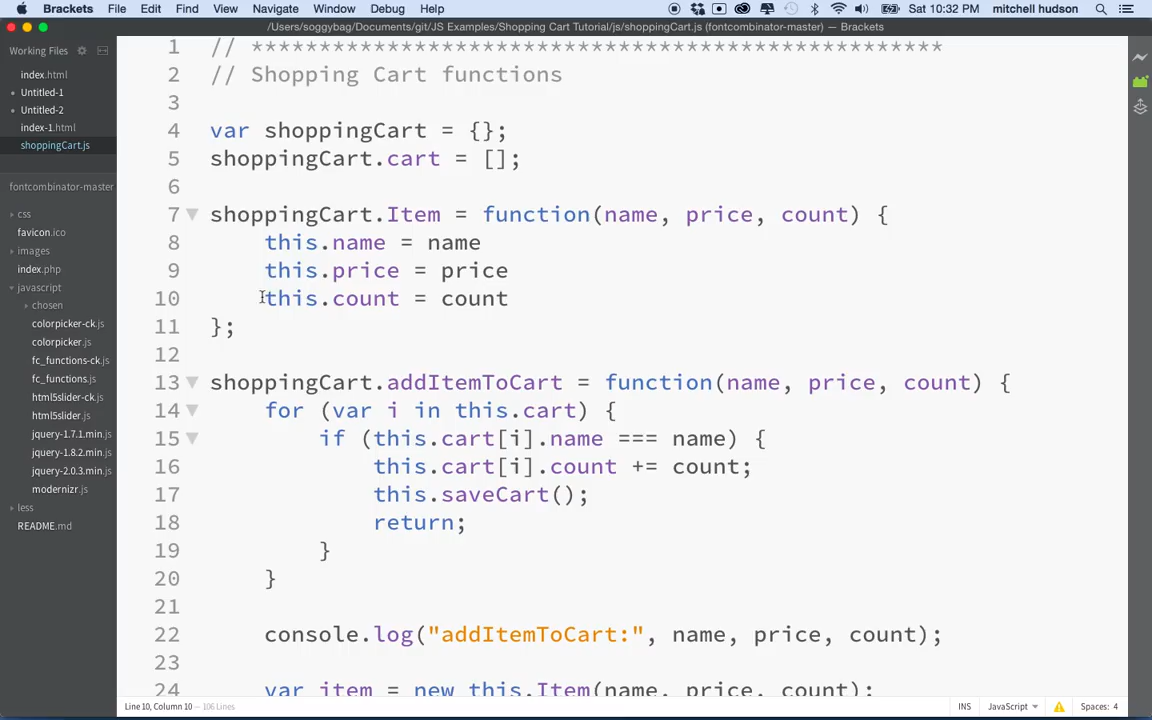 Brackets File Edit Find View Navigate Window Debug Help Sat 10:32 PM mitchell hudson
/Users/soggybag/Documents/git/JS Examples/Shopping Cart Tutorial/js/shoppingCart.js (fontcombinator-master) — Brackets
Working Files
index.html
Untitled-1
Untitled-2
index-1.html
shoppingCart.js
fontcombinator-master
css
favicon.ico
images
index.php
javascript
chosen
colorpicker-ck.js
colorpicker.js
fc_functions-ck.js
fc_functions.js
html5slider-ck.js
html5slider.js
jquery-1.7.1.min.js
jquery-1.8.2.min.js
jquery-2.0.3.min.js
modernizr.js
less
README.md
1 // ***************************************************
2 // Shopping Cart functions
3
4 var shoppingCart = {};
5 shoppingCart.cart = [];
6
7 shoppingCart.Item = function(name, price, count) {
8 this.name = name
9 this.price = price
10 this.count = count
11 };
12
13 shoppingCart.addItemToCart = function(name, price, count) {
14 for (var i in this.cart) {
15 if (this.cart[i].name === name) {
16 this.cart[i].count += count;
17 this.saveCart();
18 return;
19 }
20 }
21
22 console.log("addItemToCart:", name, price, count);
23
24 var item = new this.Item(name, price, count);
Line 10, Column 10 — 106 Lines INS JavaScript Spaces: 4